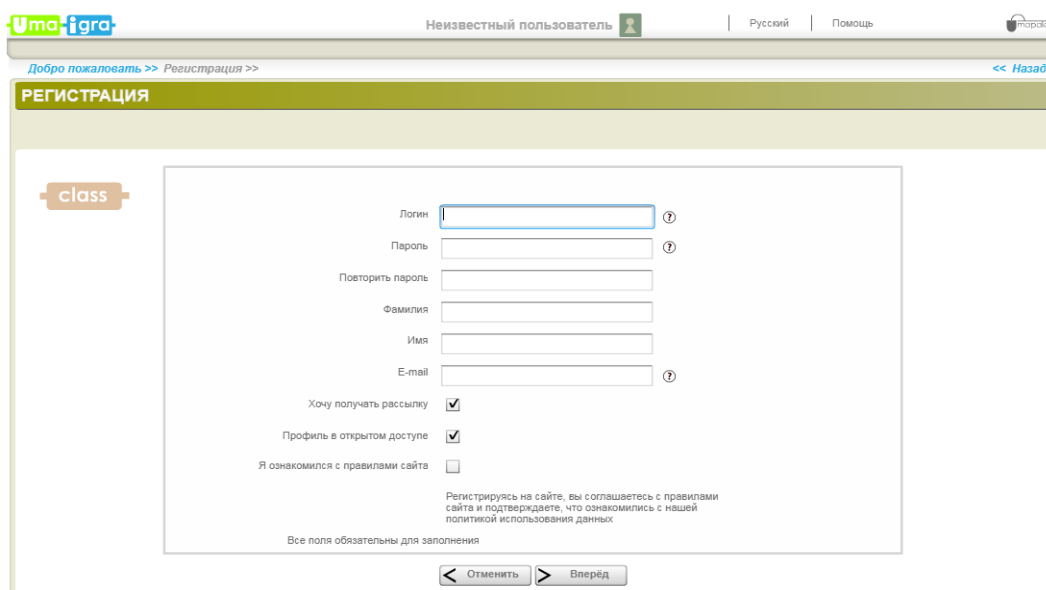 Uma-igra
Неизвестный пользователь
Русский
Помощь
Добро пожаловать >> Регистрация >>
<< Назад
РЕГИСТРАЦИЯ
class
Логин
Пароль
Повторить пароль
Фамилия
Имя
E-mail
Хочу получать рассылку
Профиль в открытом доступе
Я ознакомился с правилами сайта
Регистрируясь на сайте, вы соглашаетесь с правилами
сайта и подтверждаете, что ознакомились с нашей
политикой использования данных
Все поля обязательны для заполнения
< Отменить
> Вперёд